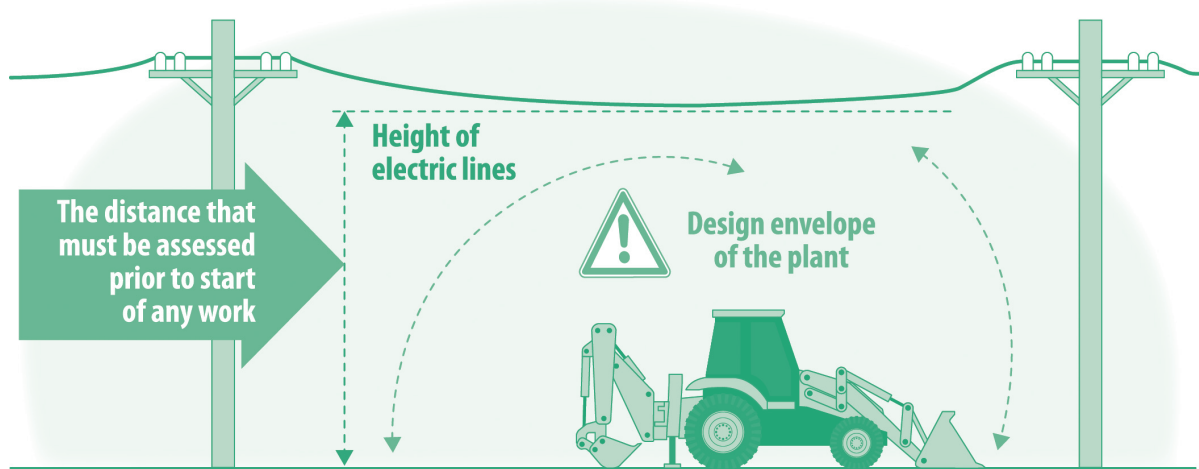 Height of
electric lines
The distance that
must be assessed
prior to start
of any work
Design envelope
of the plant